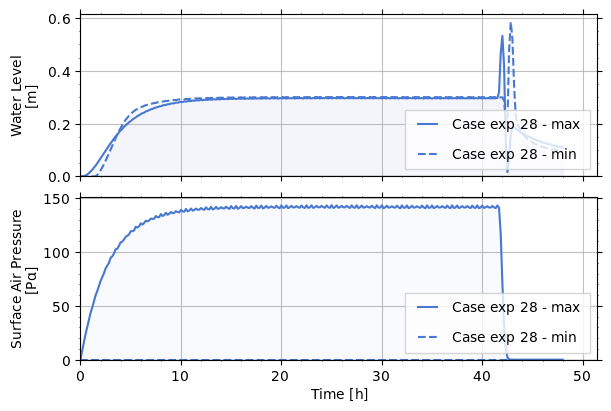 0.6
0.4
0.2
0.0
Water Level
[m]
Case exp 28 - max
Case exp 28 - min
150
100
50
0
Surface Air Pressure
[Pa]
Case exp 28 - max
Case exp 28 - min
0 10 20 30 40 50
Time [h]